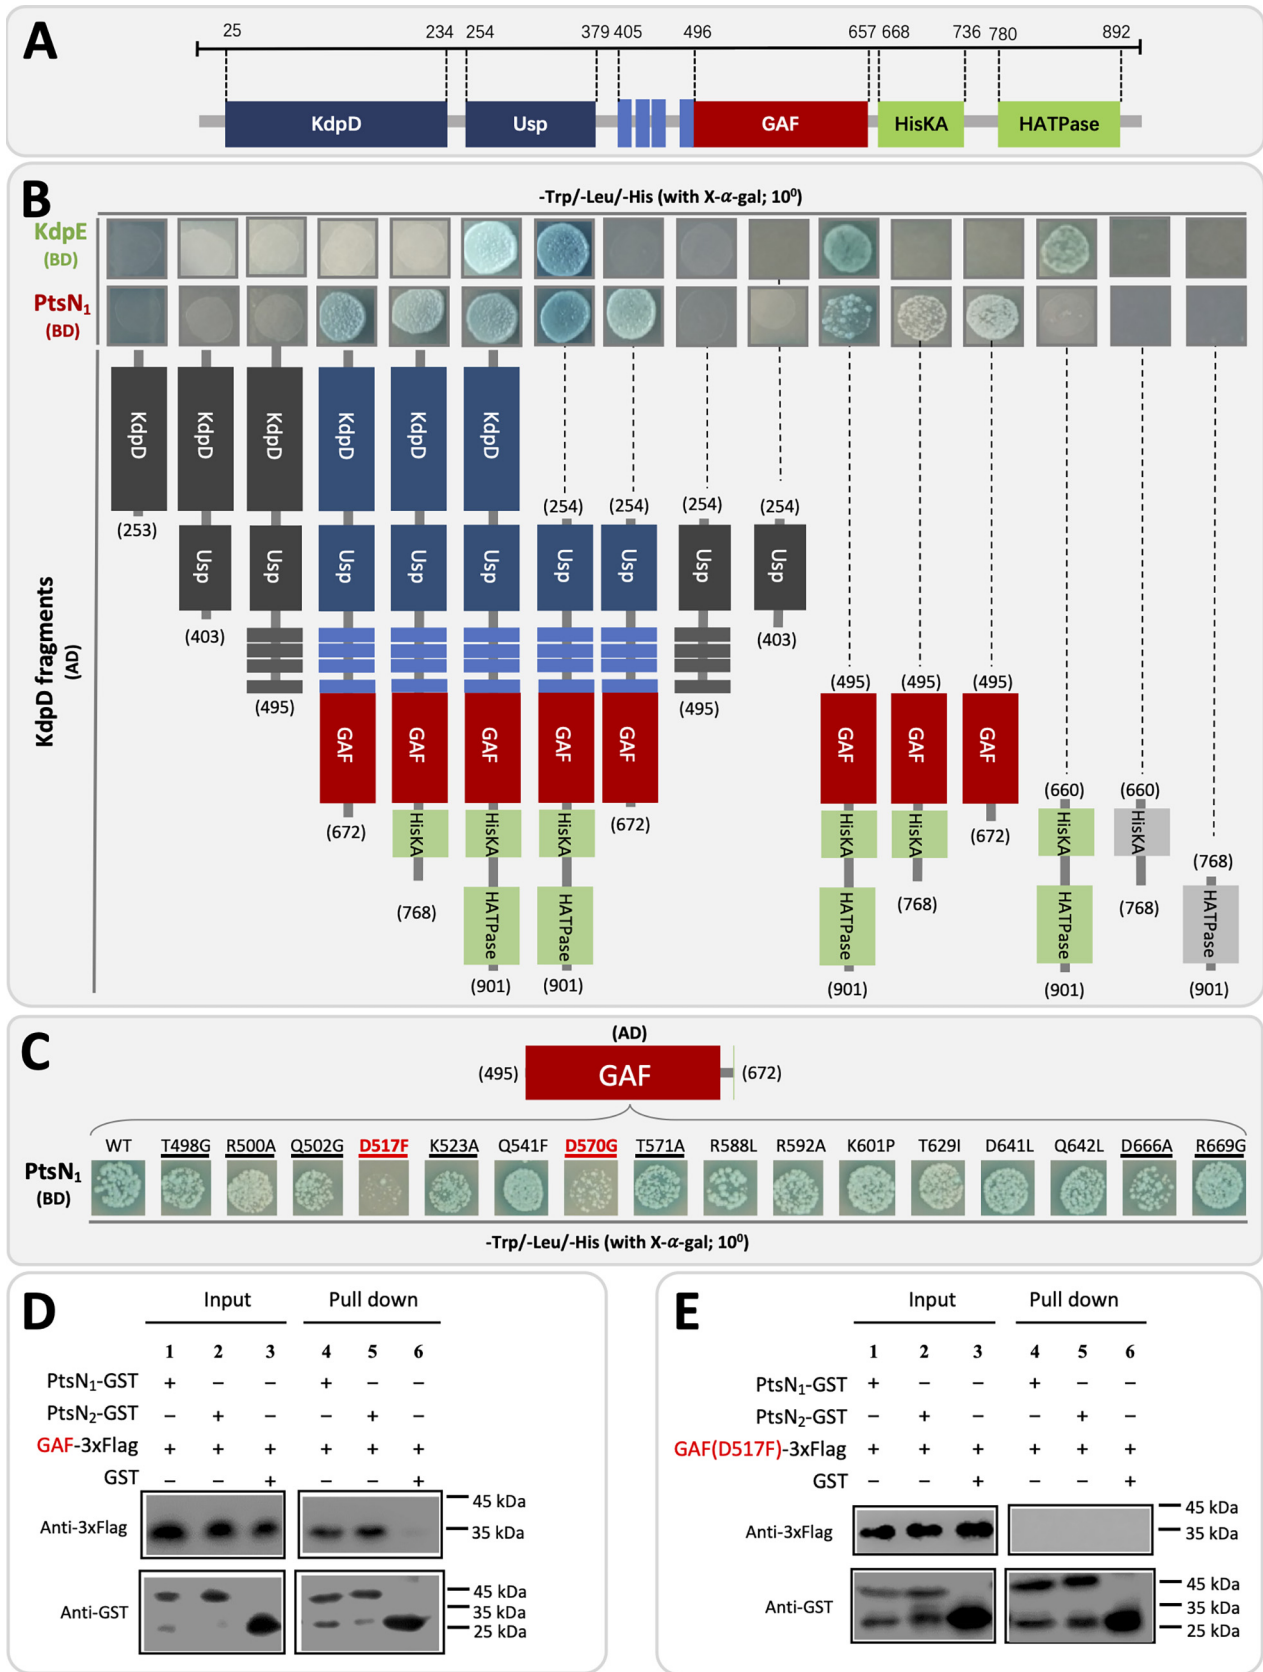 A
25 234 254 379 405 496 657 668 736 780 892
KdpD Usp GAF HisKA HATPase
B
-Trp/-Leu/-His (with X-α-gal; 10⁰)
KdpE
(BD)
PtsN₁
(BD)
KdpD fragments
(AD)
KdpD KdpD KdpD KdpD KdpD KdpD
(253)
(254) (254) (254) (254)
Usp Usp Usp Usp Usp Usp Usp Usp Usp
(403) (403)
(495) (495)
(495) (495) (495)
GAF GAF GAF GAF GAF GAF GAF GAF
(672) (672) (672)
(660) (660)
HisKA HisKA HisKA HisKA HisKA HisKA HisKA
(768) (768) (768) (768)
HATPase HATPase HATPase HATPase HATPase
(901) (901) (901) (901) (901)
C
(AD)
(495) GAF (672)
WT T498G R500A Q502G D517F K523A Q541F D570G T571A R588L R592A K601P T629I D641L Q642L D666A R669G
PtsN₁
(BD)
-Trp/-Leu/-His (with X-α-gal; 10⁰)
D
Input Pull down
1 2 3 4 5 6
PtsN₁-GST + − − + − −
PtsN₂-GST − + − − + −
GAF-3xFlag + + + + + +
GST − − + − − +
Anti-3xFlag
45 kDa
35 kDa
Anti-GST
45 kDa
35 kDa
25 kDa
E
Input Pull down
1 2 3 4 5 6
PtsN₁-GST + − − + − −
PtsN₂-GST − + − − + −
GAF(D517F)-3xFlag + + + + + +
GST − − + − − +
Anti-3xFlag
45 kDa
35 kDa
Anti-GST
45 kDa
35 kDa
25 kDa